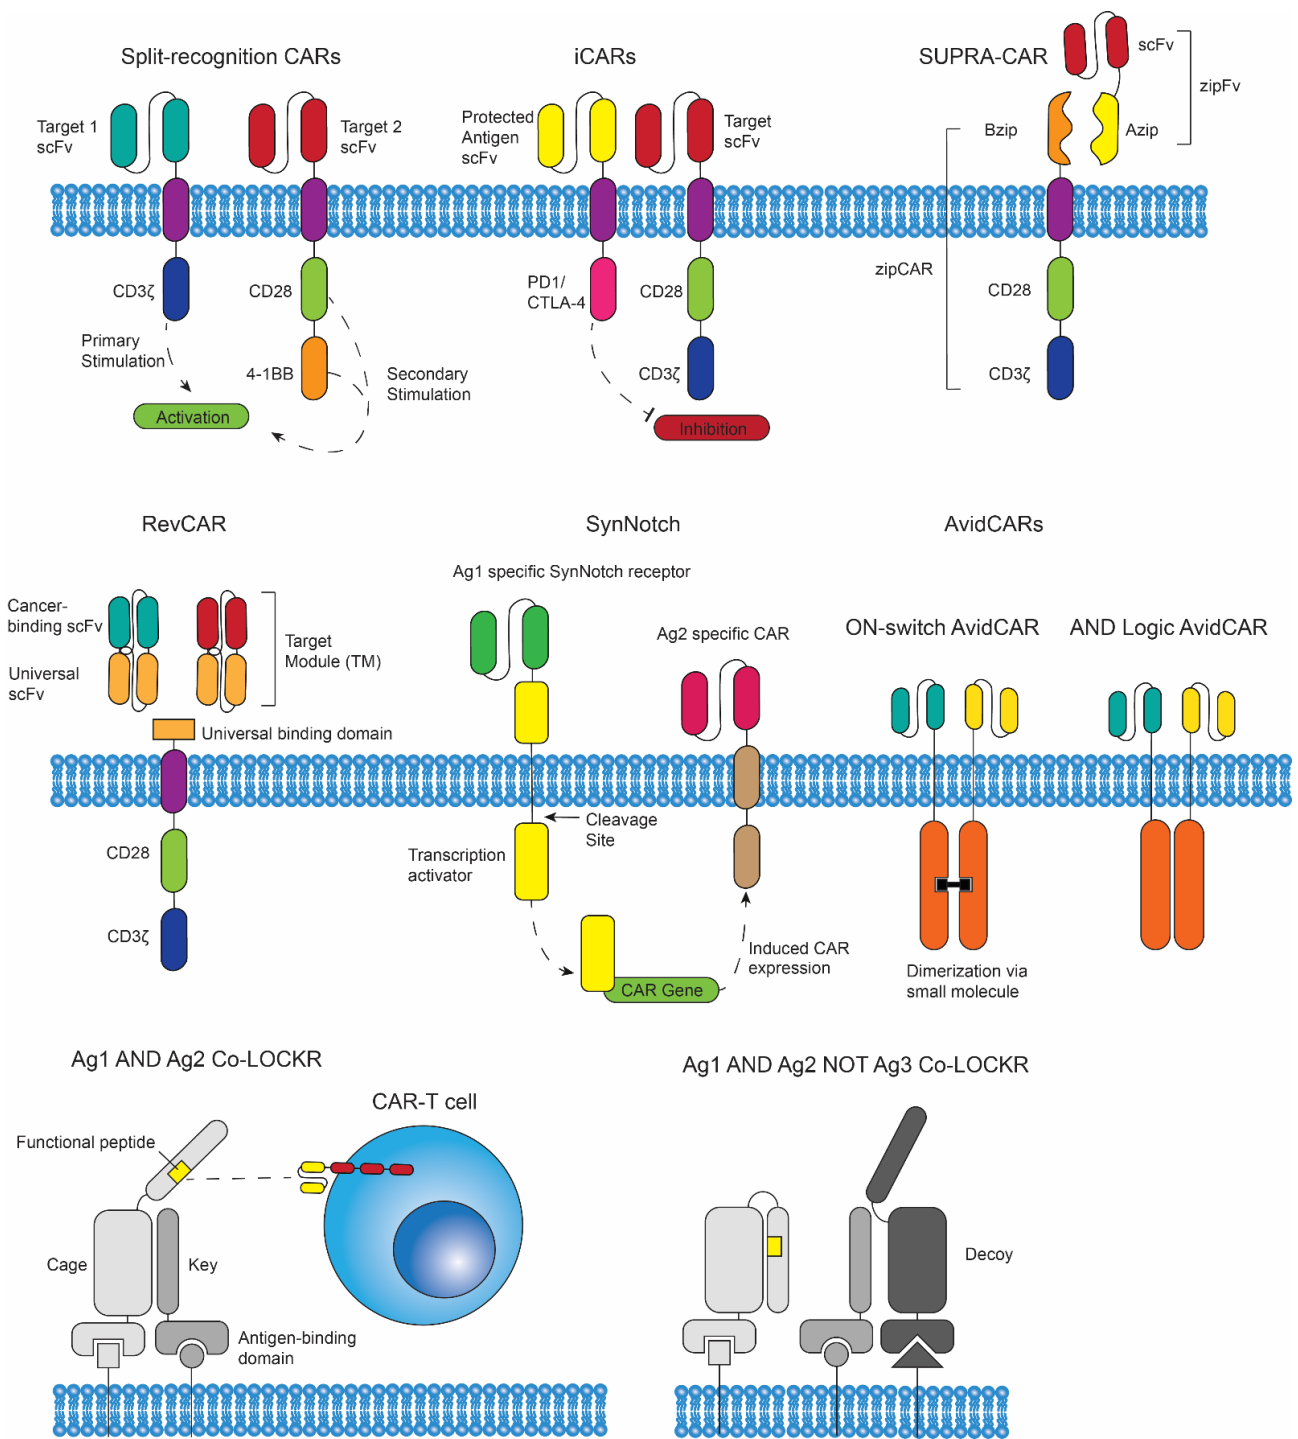 Split-recognition CARs
iCARs
SUPRA-CAR
scFv
zipFv
Target 1
scFv
Target 2
scFv
Protected
Antigen
scFv
Target
scFv
Bzip
Azip
zipCAR
CD3ζ
CD28
PD1/
CTLA-4
CD28
CD28
Primary
Stimulation
4-1BB
Secondary
Stimulation
CD3ζ
CD3ζ
Activation
Inhibition
RevCAR
SynNotch
AvidCARs
Ag1 specific SynNotch receptor
Cancer-
binding scFv
Universal
scFv
Target
Module (TM)
Ag2 specific CAR
ON-switch AvidCAR
AND Logic AvidCAR
Universal binding domain
Cleavage
Site
CD28
Transcription
activator
CD3ζ
Induced CAR
expression
CAR Gene
Dimerization via
small molecule
Ag1 AND Ag2 Co-LOCKR
Ag1 AND Ag2 NOT Ag3 Co-LOCKR
CAR-T cell
Functional peptide
Cage
Key
Decoy
Antigen-binding
domain